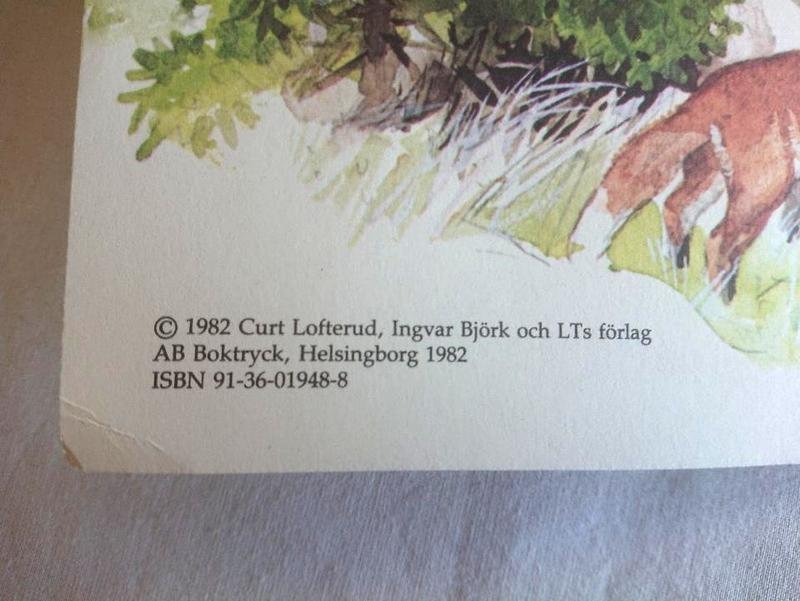 © 1982 Curt Lofterud, Ingvar Björk och LTs förlag
AB Boktryck, Helsingborg 1982
ISBN 91-36-01948-8